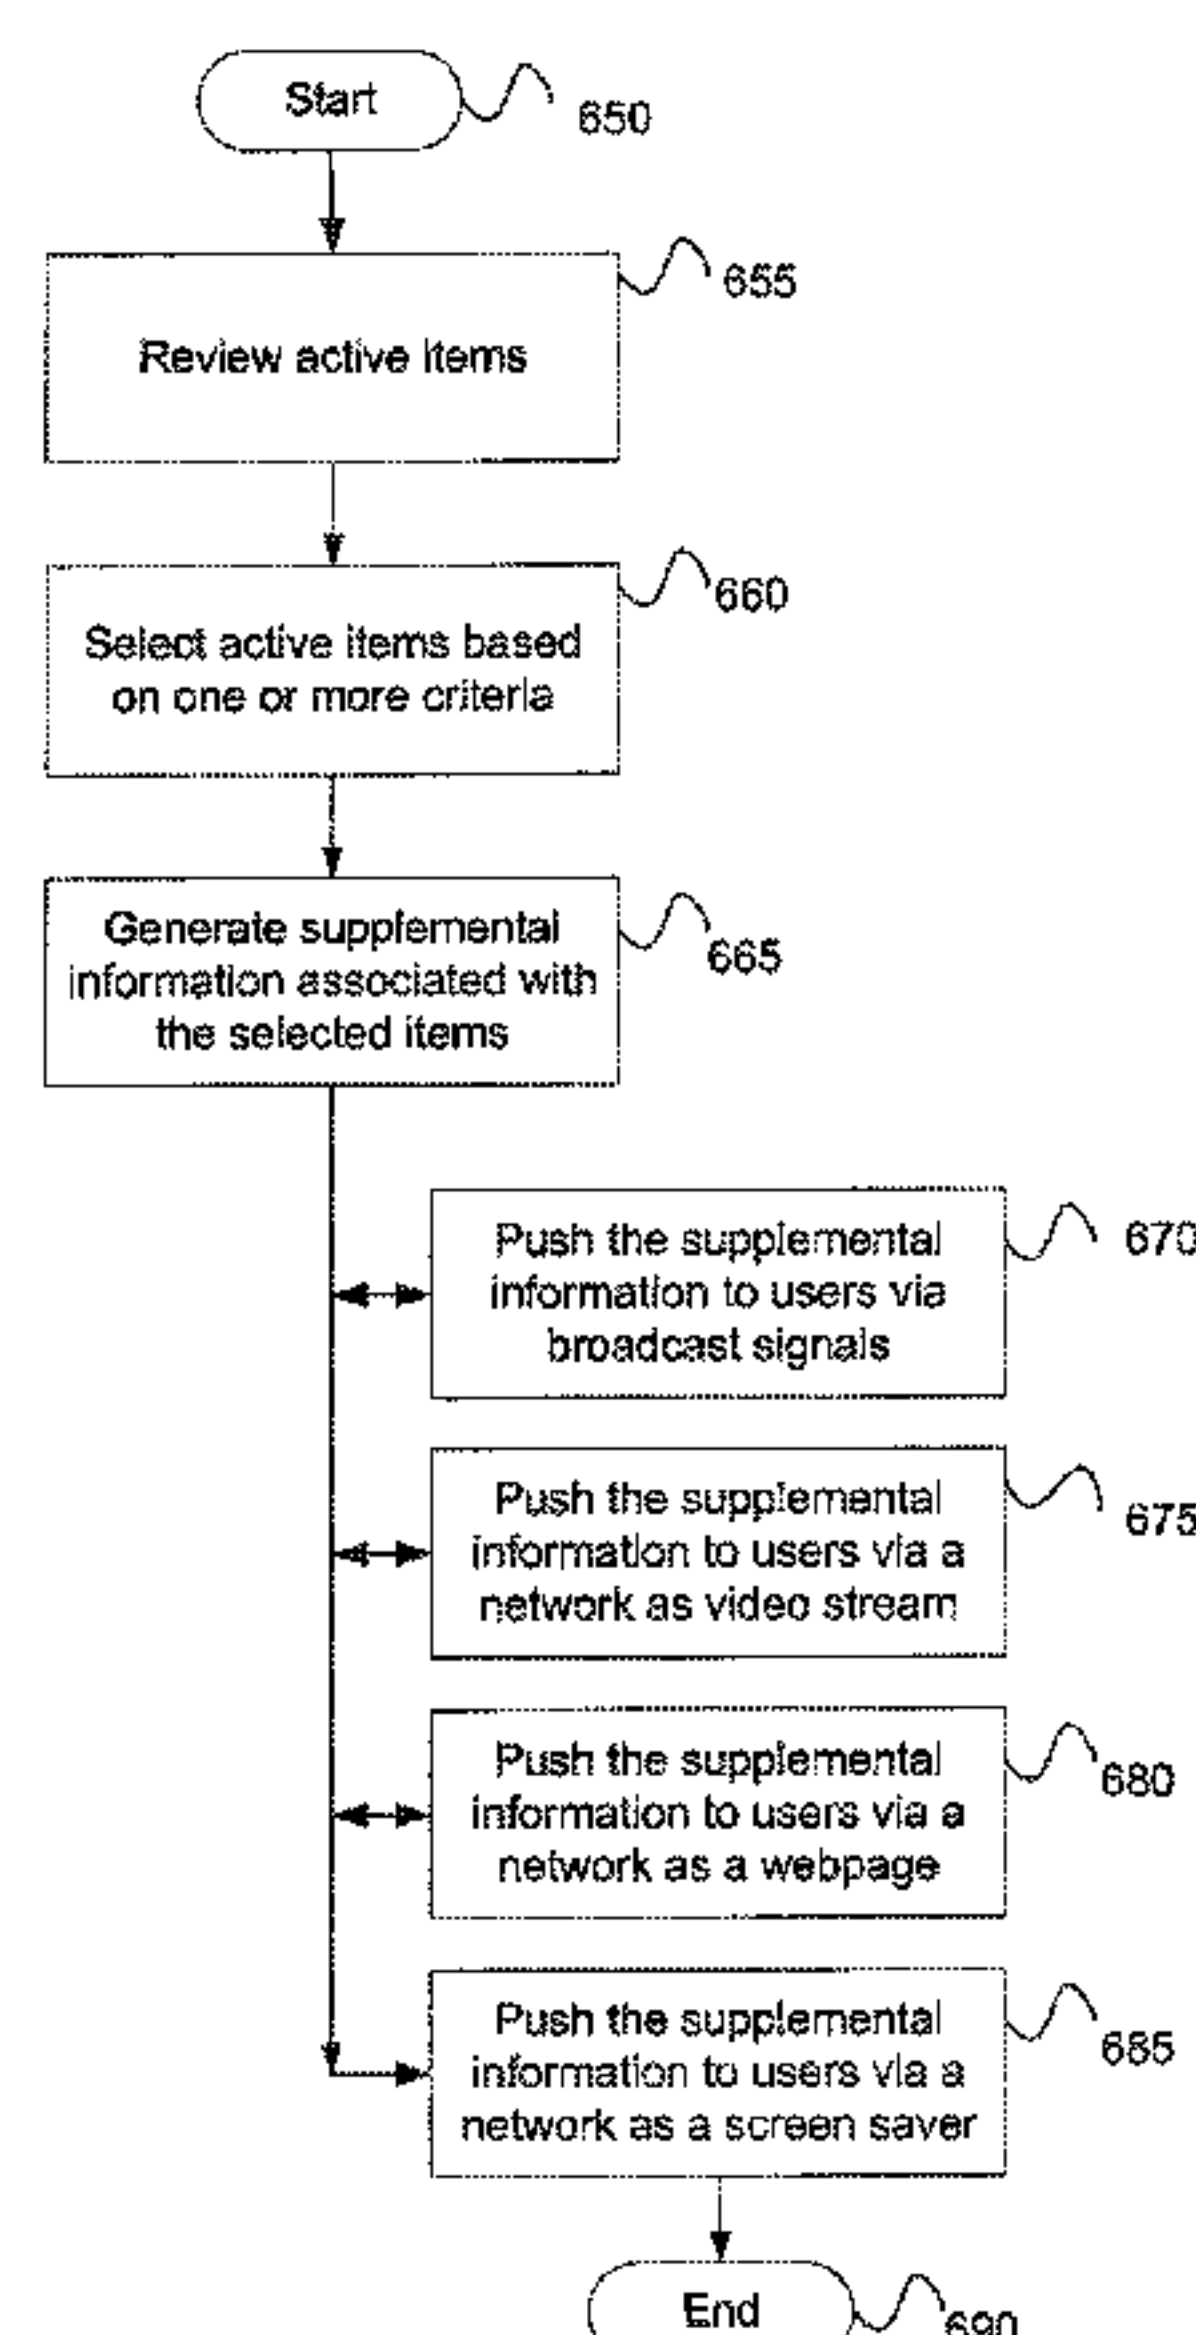 Start
650
655
Review active items
660
Select active items based
on one or more criteria
Generate supplemental
information associated with
the selected items
665
Push the supplemental
information to users via
broadcast signals
670
Push the supplemental
information to users via a
network as video stream
675
Push the supplemental
information to users via a
network as a webpage
680
Push the supplemental
information to users via a
network as a screen saver
685
End
690